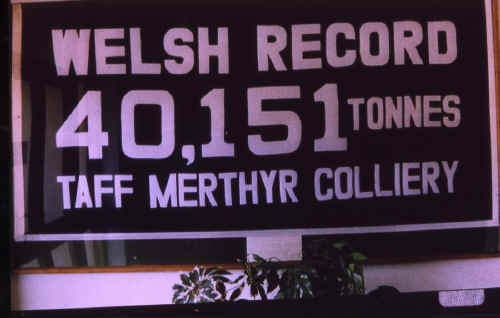 WELSH RECORD
40,151 TONNES
TAFF MERTHYR COLLIERY